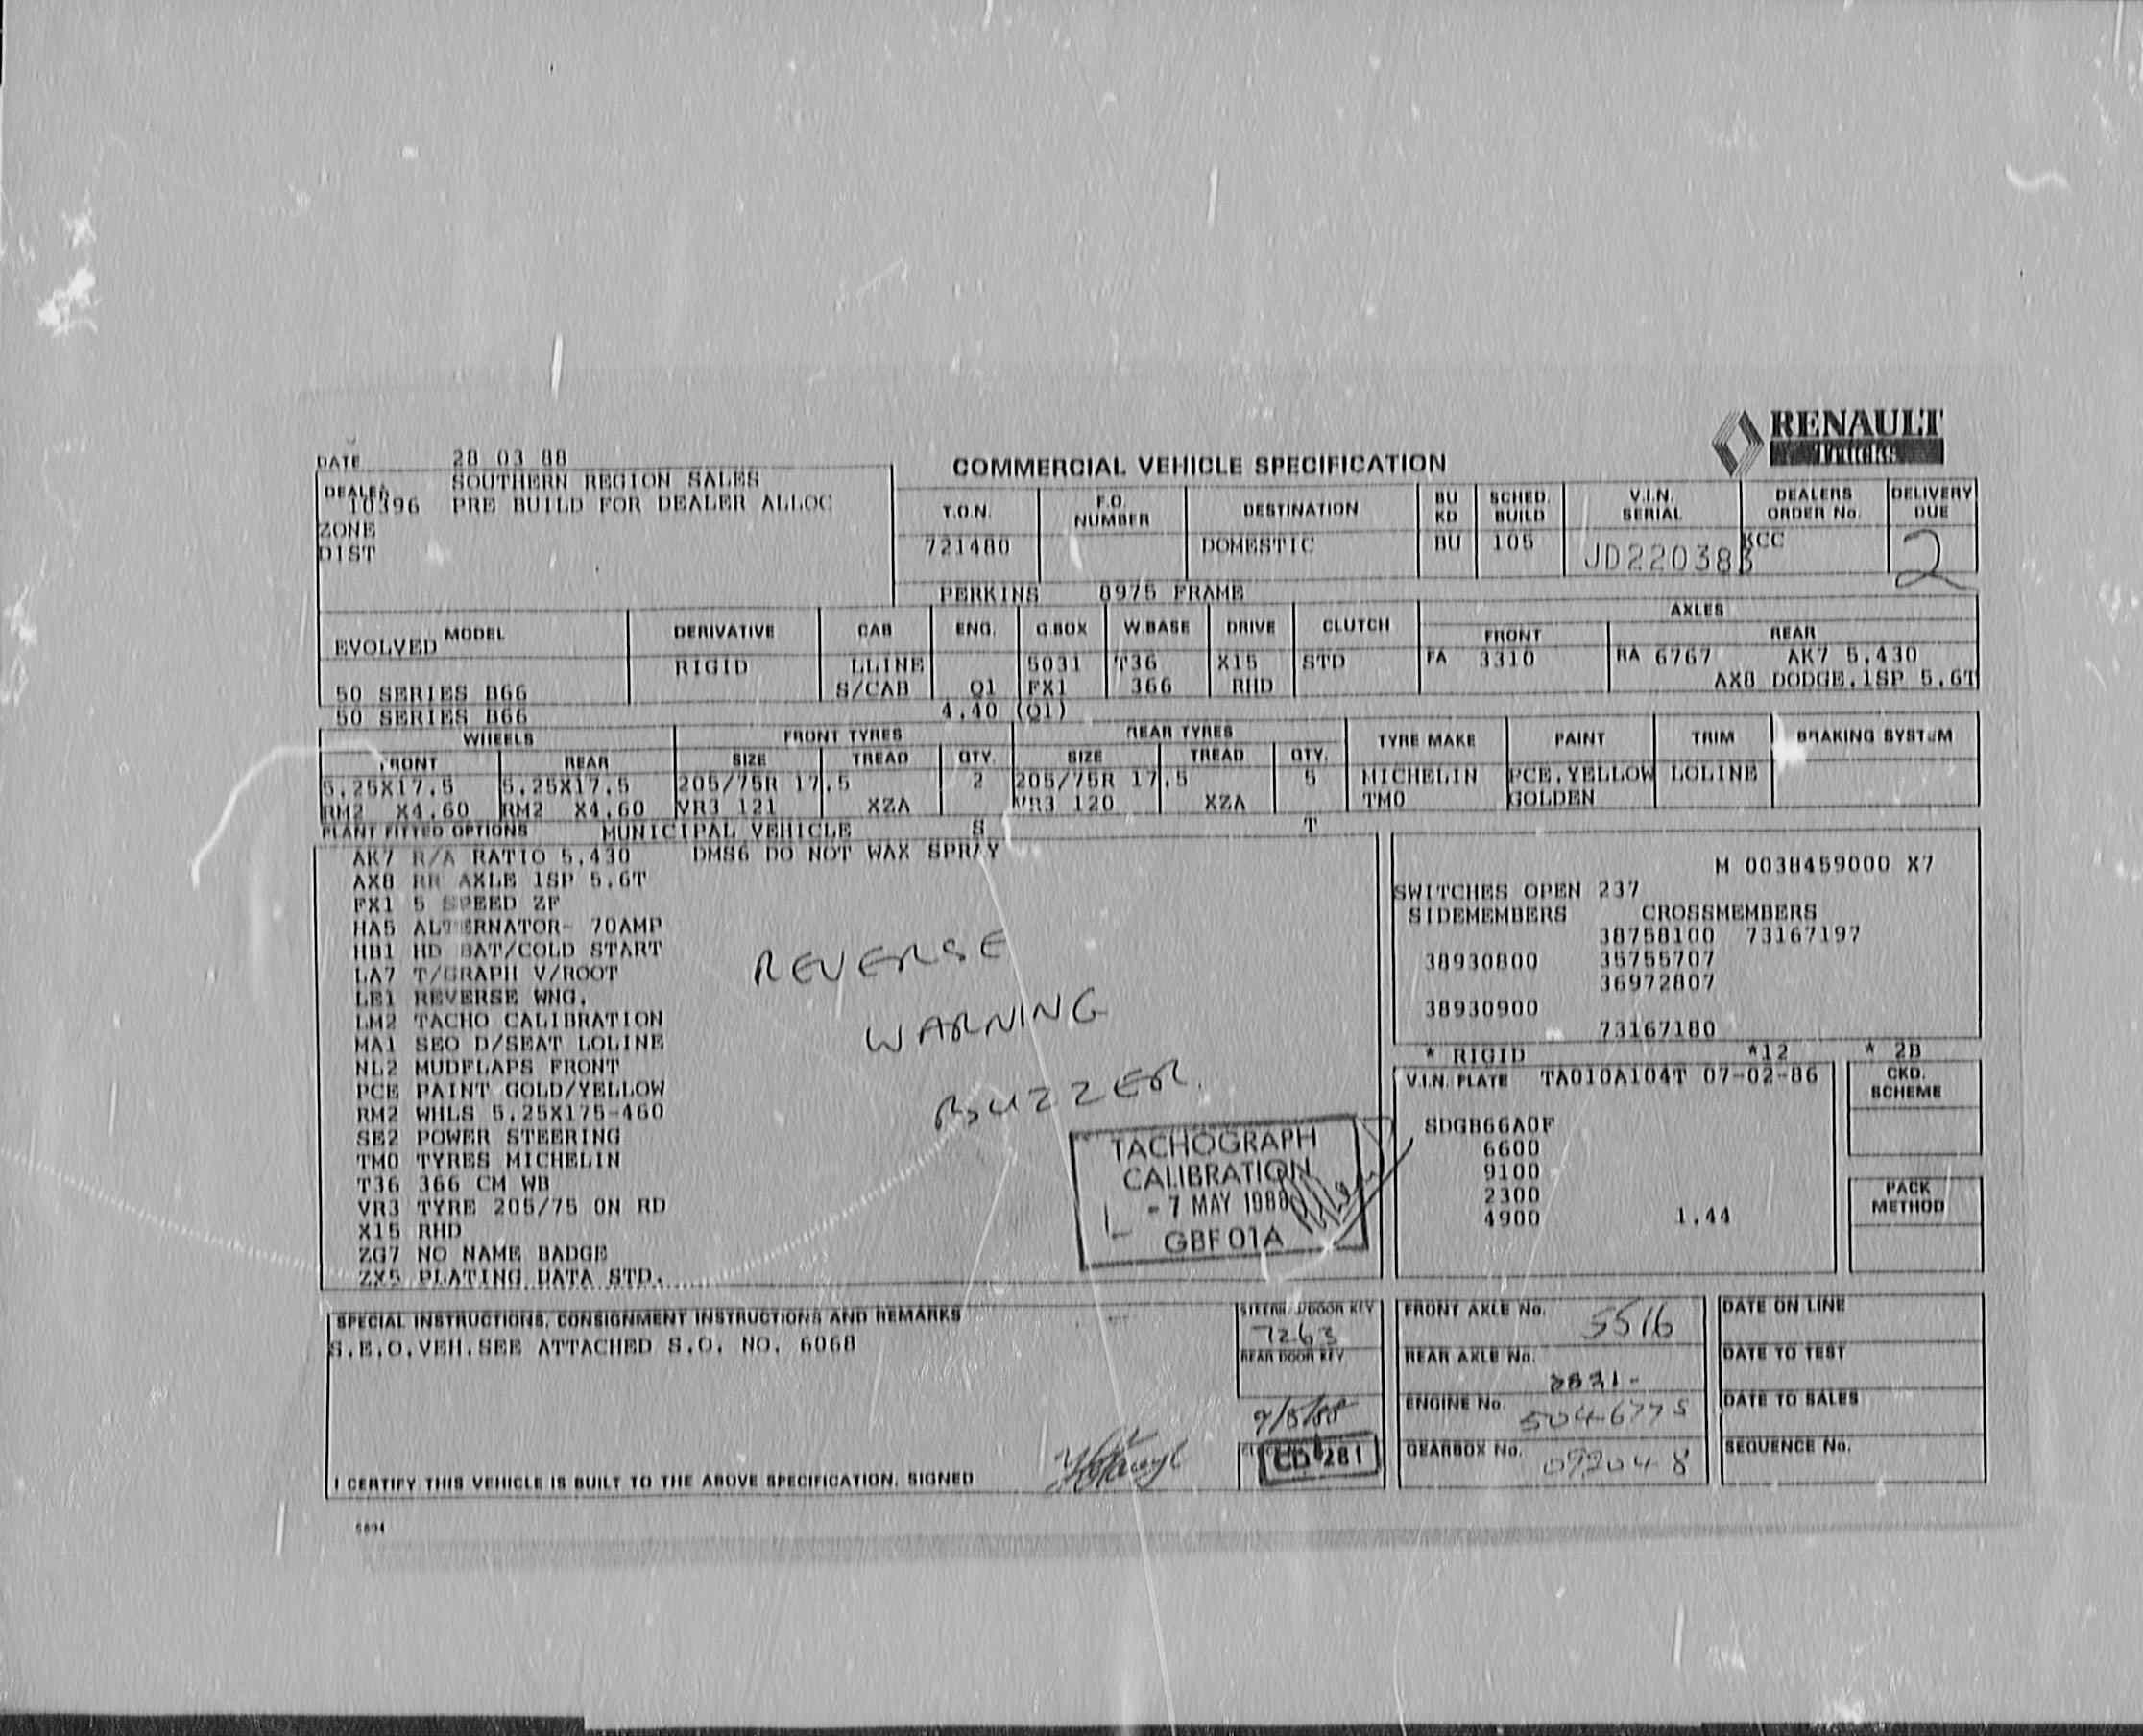 RENAULT
Trucks
DATE 28 03 88
COMMERCIAL VEHICLE SPECIFICATION
SOUTHERN REGION SALES
DEALER
10396 PRE BUILD FOR DEALER ALLOC
ZONE
DIST
T.O.N. F.O. NUMBER DESTINATION BU KD SCHED. BUILD V.I.N. SERIAL DEALERS ORDER No. DELIVERY DUE
721480 DOMESTIC BU 105 JD220383 KCC 2
PERKINS 8975 FRAME
MODEL DERIVATIVE CAB ENG. G.BOX W.BASE DRIVE CLUTCH AXLES
FRONT REAR
EVOLVED
RIGID LLINE 5031 T36 X15 STD FA 3310 RA 6767 AK7 5.430
50 SERIES B66 S/CAB Q1 FX1 366 RHD AX8 DODGE.1SP 5.6T
50 SERIES B66 4.40 (Q1)
WHEELS FRONT TYRES REAR TYRES TYRE MAKE PAINT TRIM BRAKING SYSTEM
FRONT REAR SIZE TREAD QTY. SIZE TREAD QTY.
5.25X17.5 5.25X17.5 205/75R 17.5 2 205/75R 17.5 5 MICHELIN PCE.YELLOW LOLINE
RM2 X4.60 RM2 X4.60 VR3 121 XZA VR3 120 XZA TMO GOLDEN
PLANT FITTED OPTIONS MUNICIPAL VEHICLE S T
AK7 R/A RATIO 5.430 DMS6 DO NOT WAX SPRAY
AX8 RR AXLE 1SP 5.6T
FX1 5 SPEED ZF
HA5 ALTERNATOR- 70AMP
HB1 HD BAT/COLD START
LA7 T/GRAPH V/ROOT
LE1 REVERSE WNG.
LM2 TACHO CALIBRATION
MA1 SEO D/SEAT LOLINE
NL2 MUDFLAPS FRONT
PCE PAINT GOLD/YELLOW
RM2 WHLS 5.25X175-460
SE2 POWER STEERING
TMO TYRES MICHELIN
T36 366 CM WB
VR3 TYRE 205/75 ON RD
X15 RHD
ZG7 NO NAME BADGE
ZX5 PLATING DATA STD.
REVERSE
WARNING
BUZZER
TACHOGRAPH
CALIBRATION
- 7 MAY 1988
GBF 01A
M 0038459000 X7
SWITCHES OPEN 237
SIDEMEMBERS CROSSMEMBERS
38758100 73167197
38930800 35755707
36972807
38930900
73167180
* RIGID *12 * 2B
V.I.N. PLATE TA010A104T 07-02-86
CKD. SCHEME
SDGB66A0F
6600
9100
2300
4900 1.44
PACK METHOD
SPECIAL INSTRUCTIONS, CONSIGNMENT INSTRUCTIONS AND REMARKS
S.E.O.VEH.SEE ATTACHED S.O. NO. 6068
7263
REAR DOOR KEY
9/5/88
CD 281
I CERTIFY THIS VEHICLE IS BUILT TO THE ABOVE SPECIFICATION. SIGNED
FRONT AXLE No. 5516
REAR AXLE No. 2831-
ENGINE No. 5046775
GEARBOX No. 092048
DATE ON LINE
DATE TO TEST
DATE TO SALES
SEQUENCE No.